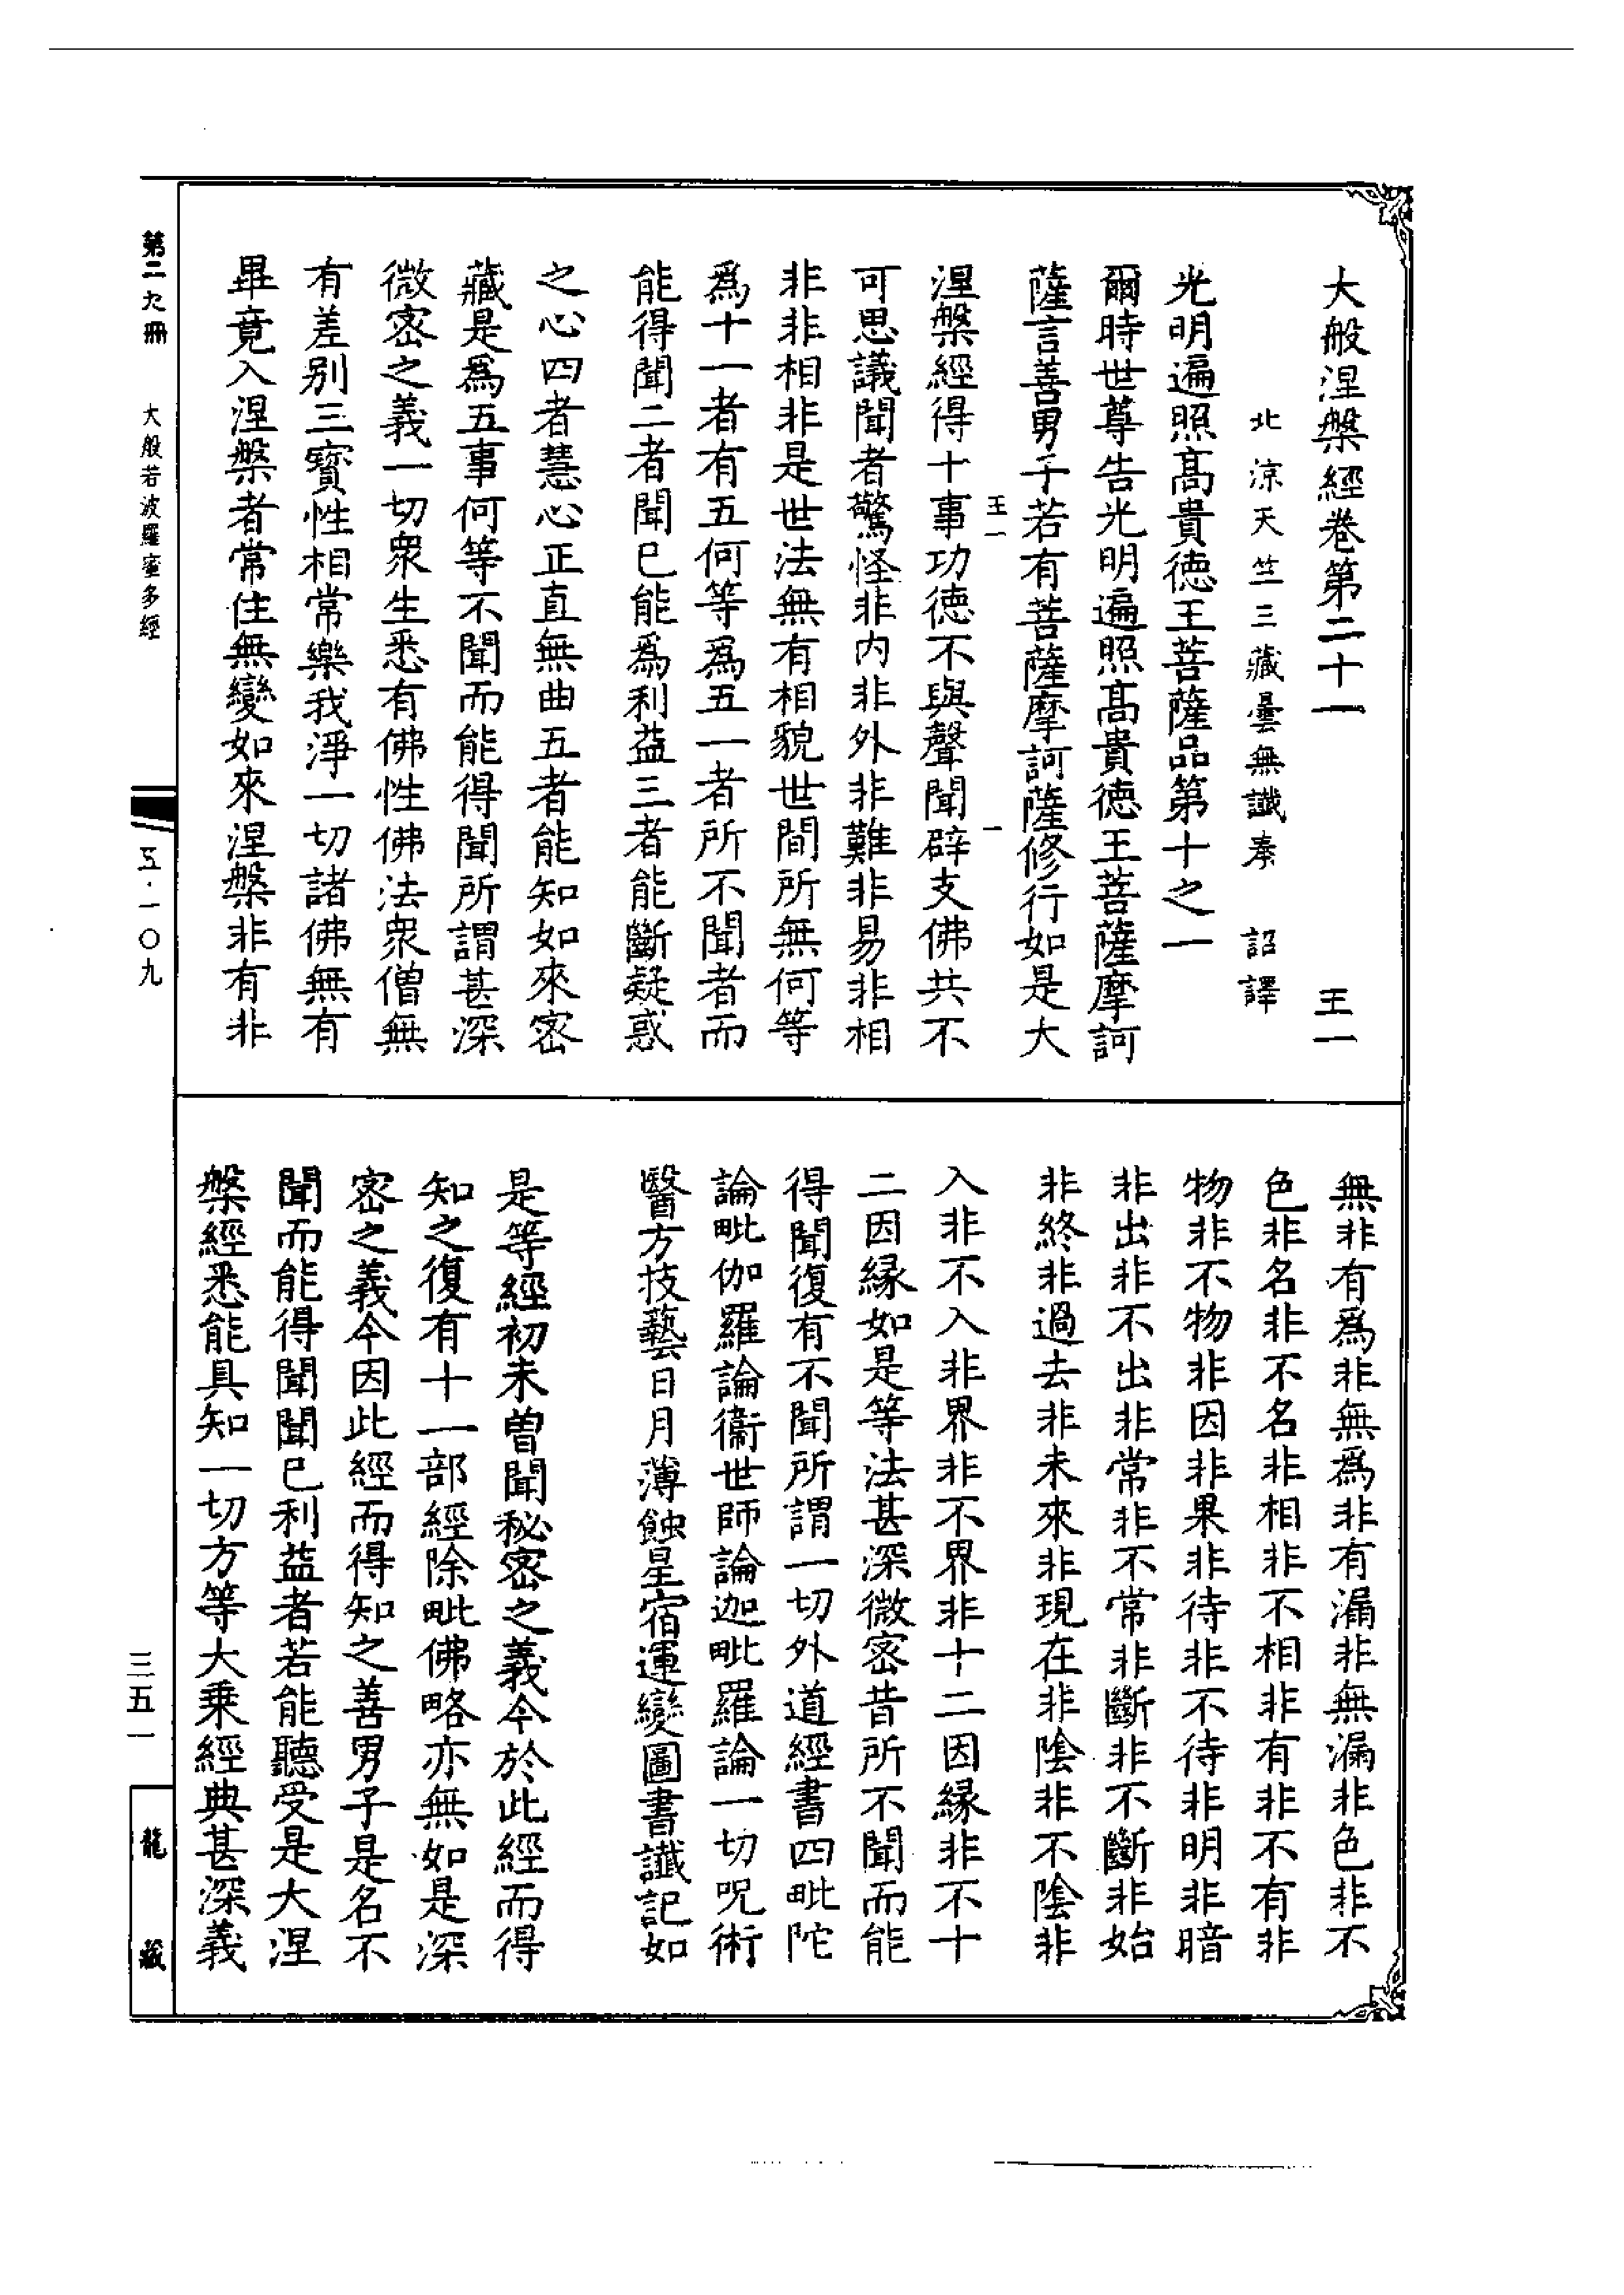 大般涅槃經卷第二十一　王一
北涼天竺三藏曇無讖奉　詔譯
光明遍照高貴德王菩薩品第十之一
爾時世尊告光明遍照高貴德王菩薩摩訶
薩言善男子若有菩薩摩訶薩修行如是大
王一　一
涅槃經得十事功德不與聲聞辟支佛共不
可思議聞者驚怪非内非外非難非易非相
非非相非是世法無有相貌世間所無何等
爲十一者有五何等爲五一者所不聞者而
能得聞二者聞已能爲利益三者能斷疑惑
之心四者慧心正直無曲五者能知如來密
藏是爲五事何等不聞而能得聞所謂甚深
微密之義一切衆生悉有佛性佛法衆僧無
有差别三寶性相常樂我淨一切諸佛無有
畢竟入涅槃者常住無變如來涅槃非有非
無非有爲非無爲非有漏非無漏非色非不
色非名非不名非相非不相非有非不有非
物非不物非因非果非待非不待非明非暗
非出非不出非常非不常非斷非不斷非始
非終非過去非未來非現在非陰非不陰非
入非不入非界非不界非十二因緣非不十
二因緣如是等法甚深微密昔所不聞而能
得聞復有不聞所謂一切外道經書四毗陀
論毗伽羅論衞世師論迦毗羅論一切呪術
醫方技藝日月薄蝕星宿運變圖書讖記如
是等經初未曽聞秘密之義今於此經而得
知之復有十一部經除毗佛略亦無如是深
密之義今因此經而得知之善男子是名不
聞而能得聞聞已利益者若能聽受是大涅
槃經悉能具知一切方等大乘經典甚深義
第二九冊　大般若波羅蜜多經
五·一〇九
三五一
龍藏